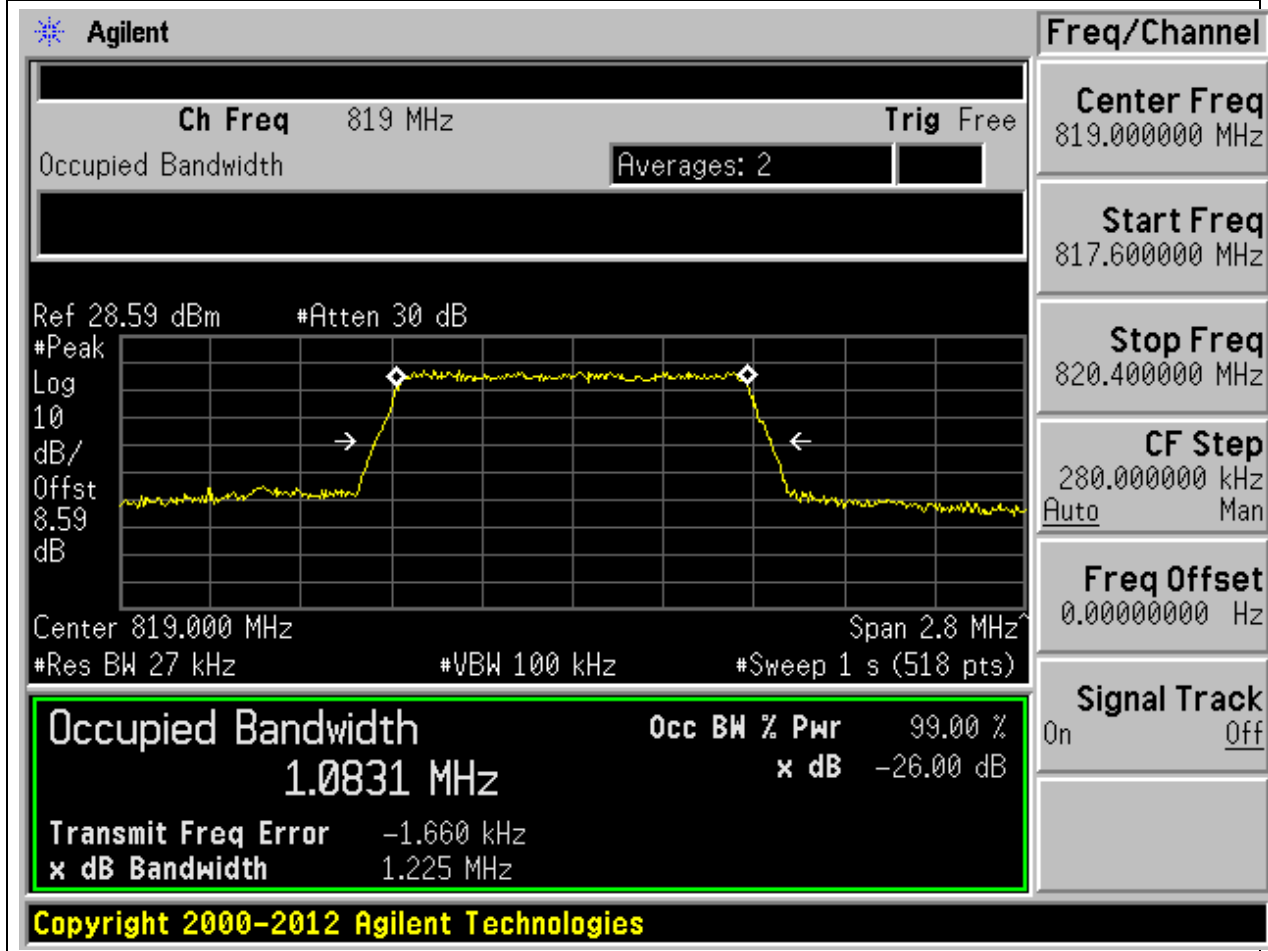 Agilent
Freq/Channel
Ch Freq 819 MHz Trig Free
Occupied Bandwidth Averages: 2
Ref 28.59 dBm #Atten 30 dB
#Peak
Log
10
dB/
Offst
8.59
dB
Center 819.000 MHz Span 2.8 MHz^
#Res BW 27 kHz #VBW 100 kHz #Sweep 1 s (518 pts)
Occupied Bandwidth
1.0831 MHz
Occ BW % Pwr 99.00 %
x dB -26.00 dB
Transmit Freq Error -1.660 kHz
x dB Bandwidth 1.225 MHz
Copyright 2000-2012 Agilent Technologies
Center Freq
819.000000 MHz
Start Freq
817.600000 MHz
Stop Freq
820.400000 MHz
CF Step
280.000000 kHz
Auto Man
Freq Offset
0.00000000 Hz
Signal Track
On Off